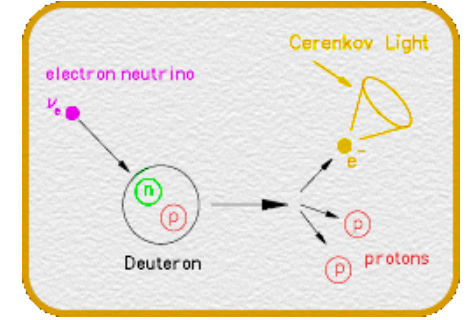 Cerenkov Light
electron neutrino
νe
e-
n
p
p
Deuteron
protons
p